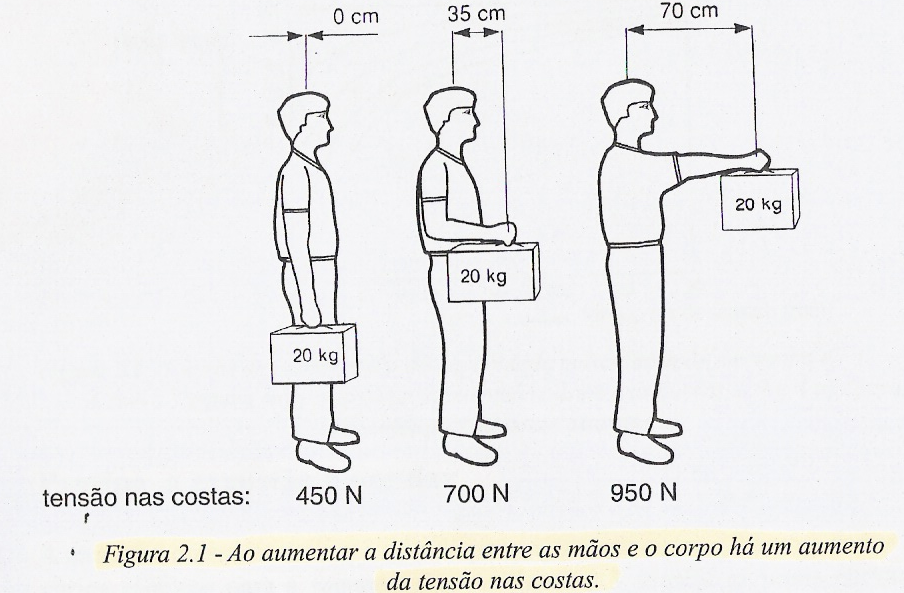 0 cm
35 cm
70 cm
20 kg
20 kg
20 kg
tensão nas costas: 450 N 700 N 950 N
Figura 2.1 - Ao aumentar a distância entre as mãos e o corpo há um aumento
da tensão nas costas.